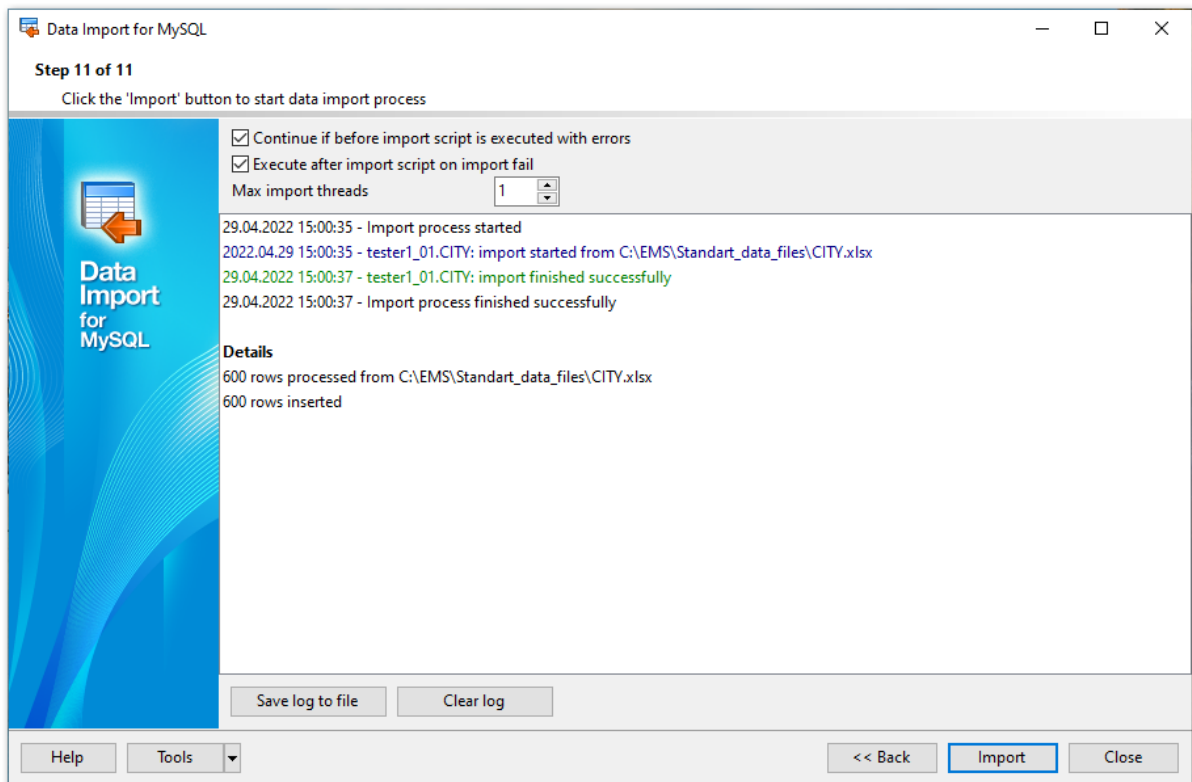 Data Import for MySQL
Step 11 of 11
Click the 'Import' button to start data import process
Data
Import
for
MySQL
Continue if before import script is executed with errors
Execute after import script on import fail
Max import threads 1
29.04.2022 15:00:35 - Import process started
2022.04.29 15:00:35 - tester1_01.CITY: import started from C:\EMS\Standart_data_files\CITY.xlsx
29.04.2022 15:00:37 - tester1_01.CITY: import finished successfully
29.04.2022 15:00:37 - Import process finished successfully
Details
600 rows processed from C:\EMS\Standart_data_files\CITY.xlsx
600 rows inserted
Save log to file Clear log
Help Tools << Back Import Close